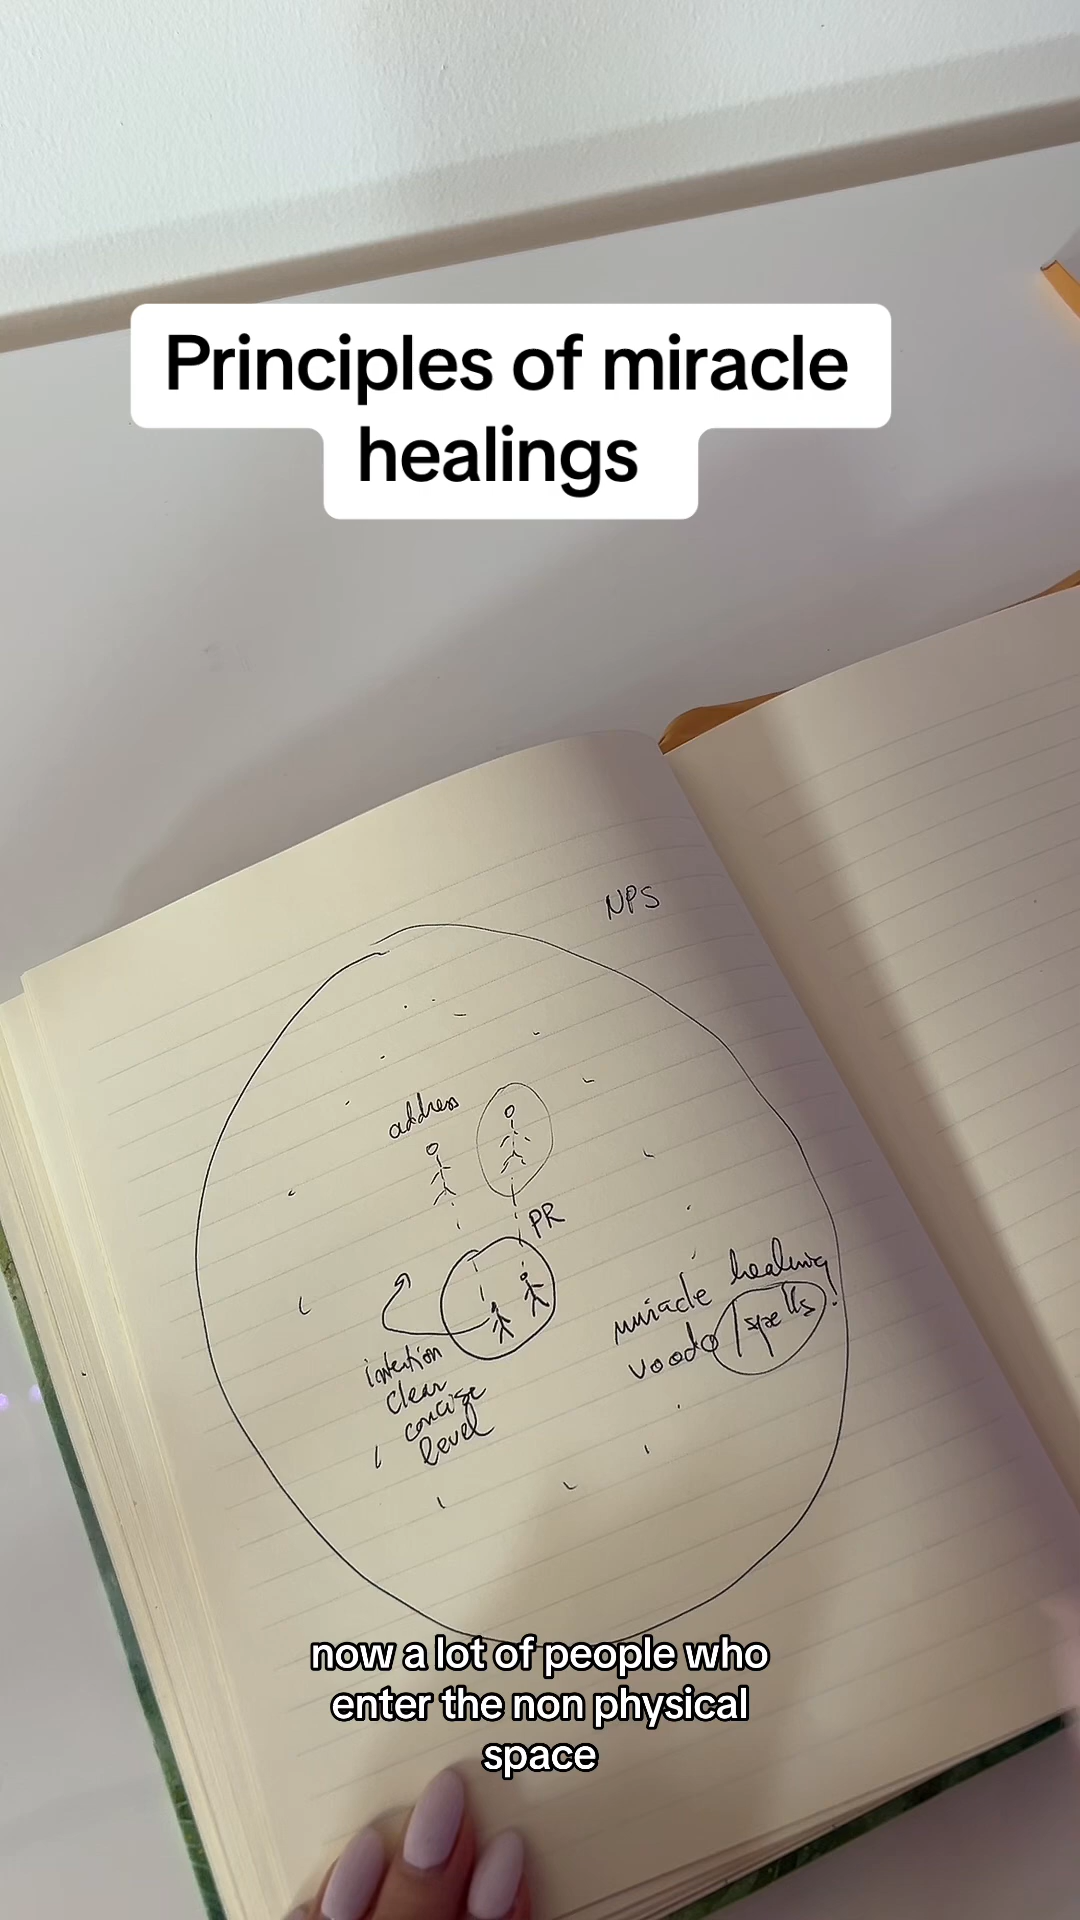 Principles of miracle
healings
NPS
address
PR
miracle healing!
voodo/spells
intention
clear
concise
level
now a lot of people who
enter the non physical
space